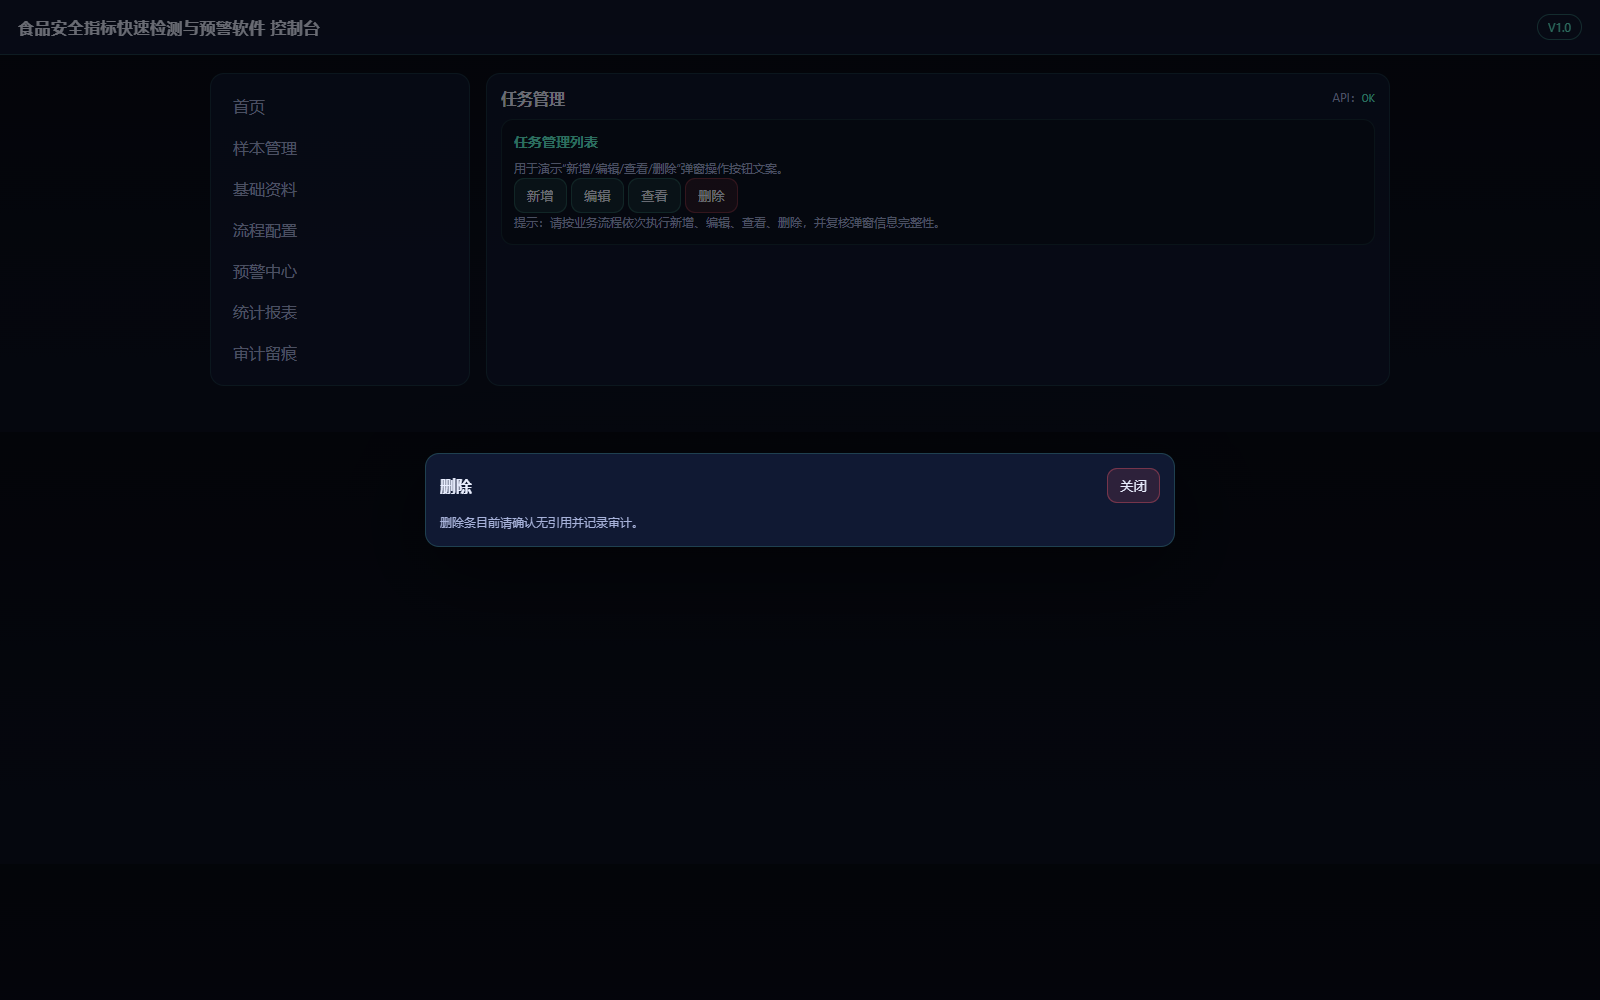 食品安全指标快速检测与预警软件 控制台
V1.0
首页
样本管理
基础资料
流程配置
预警中心
统计报表
审计留痕
任务管理
API: OK
任务管理列表
用于演示"新增/编辑/查看/删除"弹窗操作按钮文案。
新增 编辑 查看 删除
提示：请按业务流程依次执行新增、编辑、查看、删除，并复核弹窗信息完整性。
删除
关闭
删除条目前请确认无引用并记录审计。